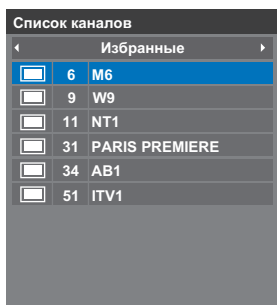 Список каналов
Избранные
6 M6
9 W9
11 NT1
31 PARIS PREMIERE
34 AB1
51 ITV1